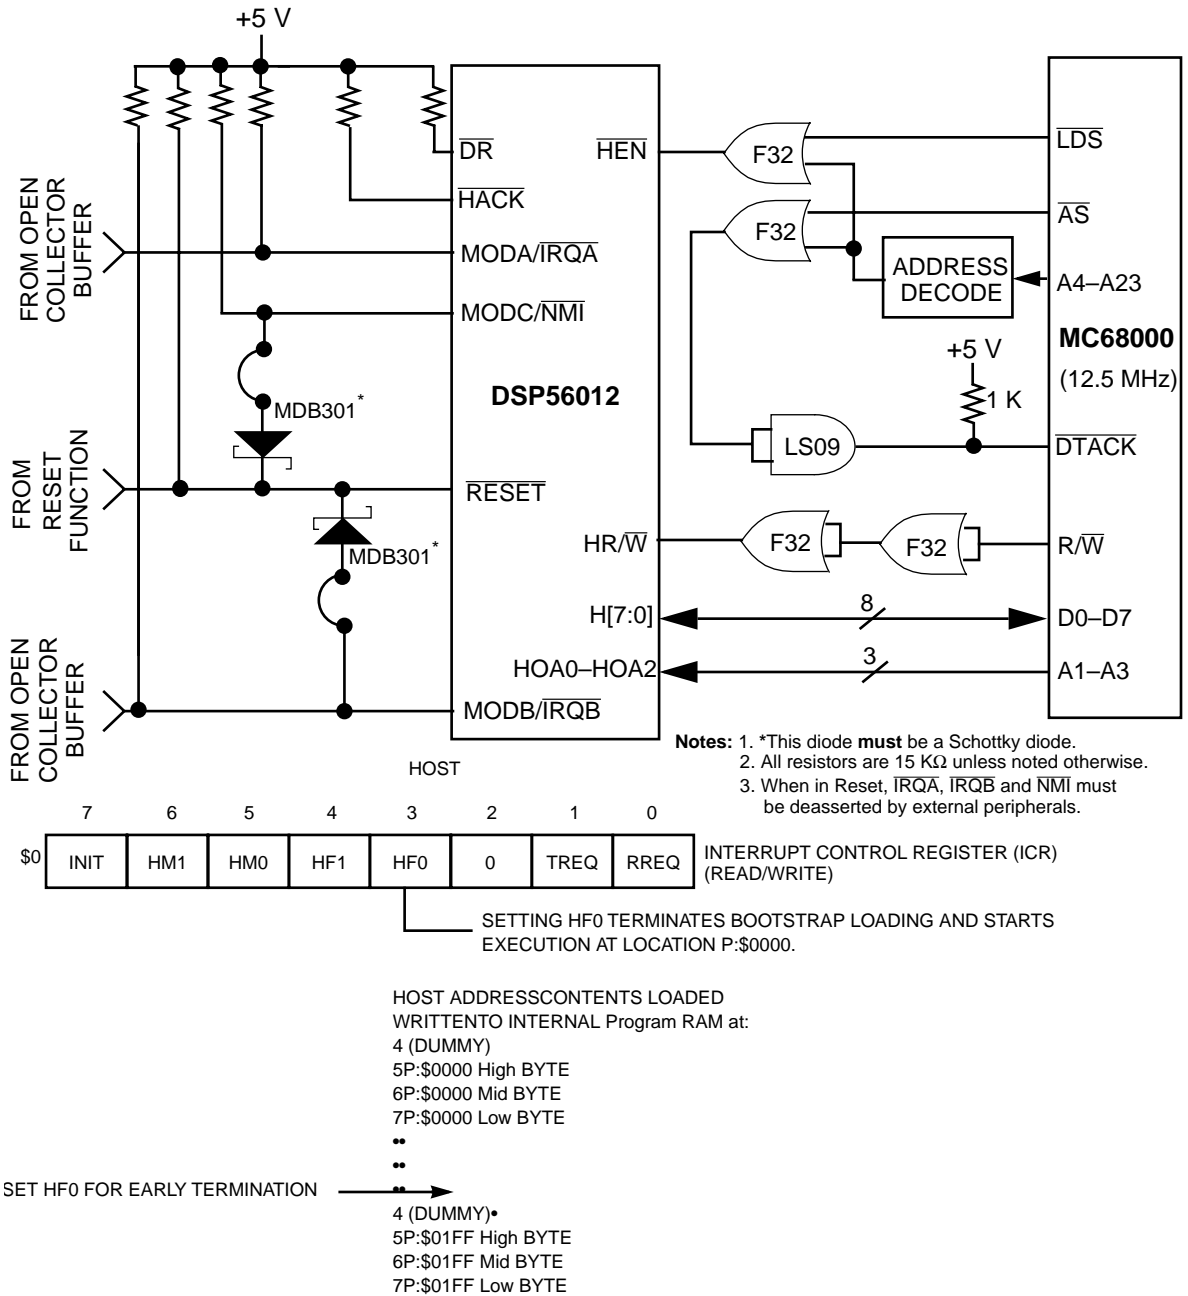 +5 V
FROM OPEN
COLLECTOR
BUFFER
DR
HEN
F32
LDS
HACK
F32
AS
MODA/IRQA
ADDRESS
DECODE
A4–A23
MODC/NMI
MC68000
(12.5 MHz)
+5 V
1 K
DSP56012
MDB301*
LS09
DTACK
FROM
RESET
FUNCTION
RESET
MDB301*
HR/W
F32
F32
R/W
H[7:0]
8
D0–D7
HOA0–HOA2
3
A1–A3
FROM OPEN
COLLECTOR
BUFFER
MODB/IRQB
Notes: 1. *This diode must be a Schottky diode.
2. All resistors are 15 KΩ unless noted otherwise.
3. When in Reset, IRQA, IRQB and NMI must
be deasserted by external peripherals.
HOST
7 6 5 4 3 2 1 0
$0 INIT HM1 HM0 HF1 HF0 0 TREQ RREQ
INTERRUPT CONTROL REGISTER (ICR)
(READ/WRITE)
SETTING HF0 TERMINATES BOOTSTRAP LOADING AND STARTS
EXECUTION AT LOCATION P:$0000.
HOST ADDRESSCONTENTS LOADED
WRITTENTO INTERNAL Program RAM at:
4 (DUMMY)
5P:$0000 High BYTE
6P:$0000 Mid BYTE
7P:$0000 Low BYTE
••
••
••
SET HF0 FOR EARLY TERMINATION
4 (DUMMY)•
5P:$01FF High BYTE
6P:$01FF Mid BYTE
7P:$01FF Low BYTE